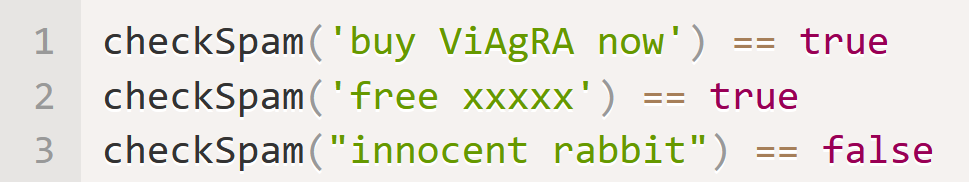 1 checkSpam('buy ViAgRA now') == true
2 checkSpam('free xxxxx') == true
3 checkSpam("innocent rabbit") == false